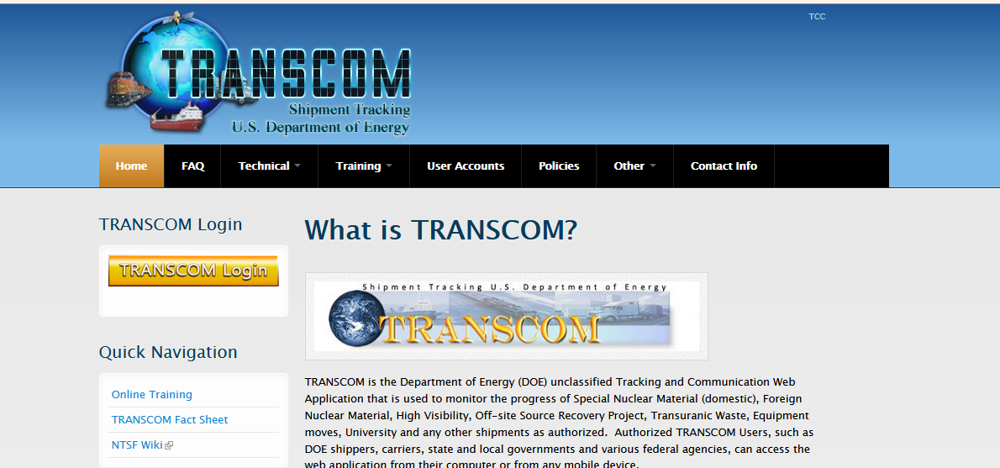 TCC
TRANSCOM
Shipment Tracking
U.S. Department of Energy
Home FAQ Technical Training User Accounts Policies Other Contact Info
TRANSCOM Login
TRANSCOM Login
Quick Navigation
Online Training
TRANSCOM Fact Sheet
NTSF Wiki
What is TRANSCOM?
Shipment Tracking U.S. Department of Energy
TRANSCOM
TRANSCOM is the Department of Energy (DOE) unclassified Tracking and Communication Web
Application that is used to monitor the progress of Special Nuclear Material (domestic), Foreign
Nuclear Material, High Visibility, Off-site Source Recovery Project, Transuranic Waste, Equipment
moves, University and any other shipments as authorized. Authorized TRANSCOM Users, such as
DOE shippers, carriers, state and local governments and various federal agencies, can access the
web application from their computer or from any mobile device.